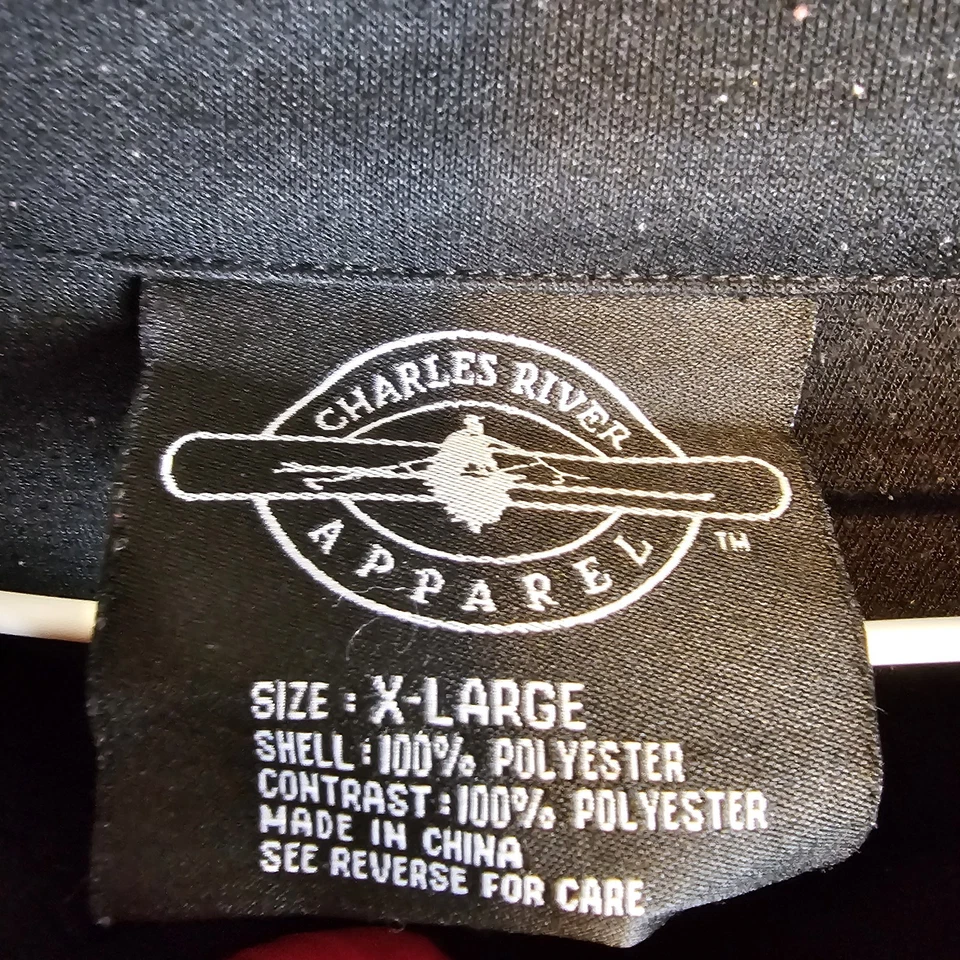 CHARLES RIVER
APPAREL
TM
SIZE : X-LARGE
SHELL : 100% POLYESTER
CONTRAST : 100% POLYESTER
MADE IN CHINA
SEE REVERSE FOR CARE